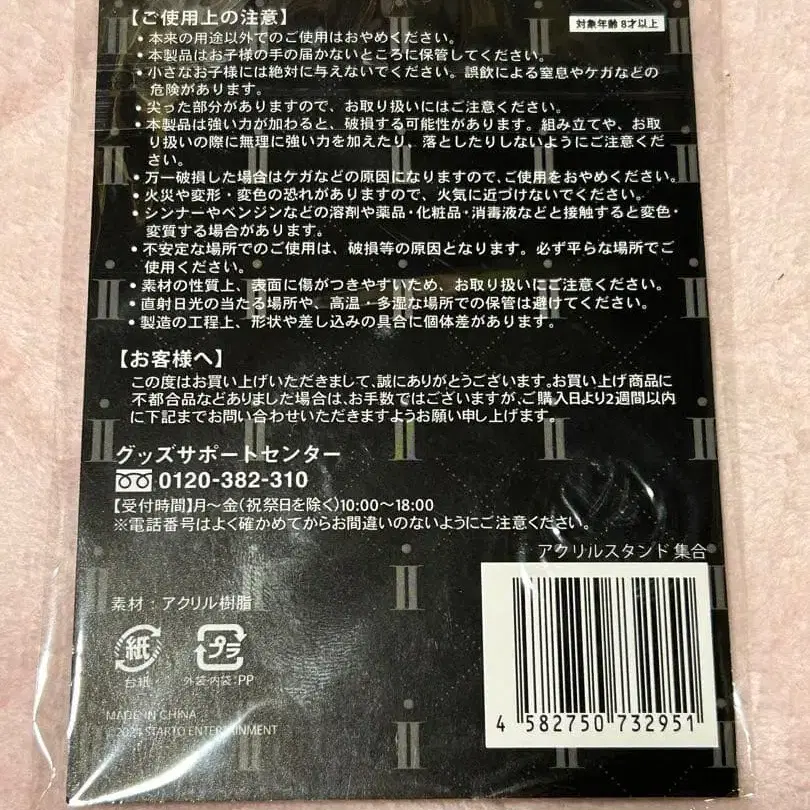 【ご使用上の注意】
対象年齢 8才以上
• 本来の用途以外でのご使用はおやめください。
• 本製品はお子様の手の届かないところに保管してください。
• 小さなお子様には絶対に与えないでください。誤飲による窒息やケガなどの
危険があります。
• 尖った部分がありますので、お取り扱いにはご注意ください。
• 本製品は強い力が加わると、破損する可能性があります。組み立てや、お取
り扱いの際に無理に強い力を加えたり、落としたりしないようにご注意くだ
さい。
• 万一破損した場合はケガなどの原因になりますので、ご使用をおやめください。
• 火災や変形・変色の恐れがありますので、火気に近づけないでください。
• シンナーやベンジンなどの溶剤や薬品・化粧品・消毒液などと接触すると変色・
変質する場合があります。
• 不安定な場所でのご使用は、破損等の原因となります。必ず平らな場所でご
使用ください。
• 素材の性質上、表面に傷がつきやすいため、お取り扱いにご注意ください。
• 直射日光の当たる場所や、高温・多湿な場所での保管は避けてください。
• 製造の工程上、形状や差し込みの具合に個体差があります。
【お客様へ】
この度はお買い上げいただきまして、誠にありがとうございます。お買い上げ商品に
不都合品などありました場合は、お手数ではございますが、ご購入日より2週間以内
に下記までお問い合わせいただきますようお願い申し上げます。
グッズサポートセンター
0120-382-310
【受付時間】月～金(祝祭日を除く)10:00～18:00
※電話番号はよく確かめてからお間違いのないようにご注意ください。
アクリルスタンド 集合
素材：アクリル樹脂
紙
プラ
台紙
外袋・内袋：PP
MADE IN CHINA
STARTO ENTERTAINMENT
4 582750 732951